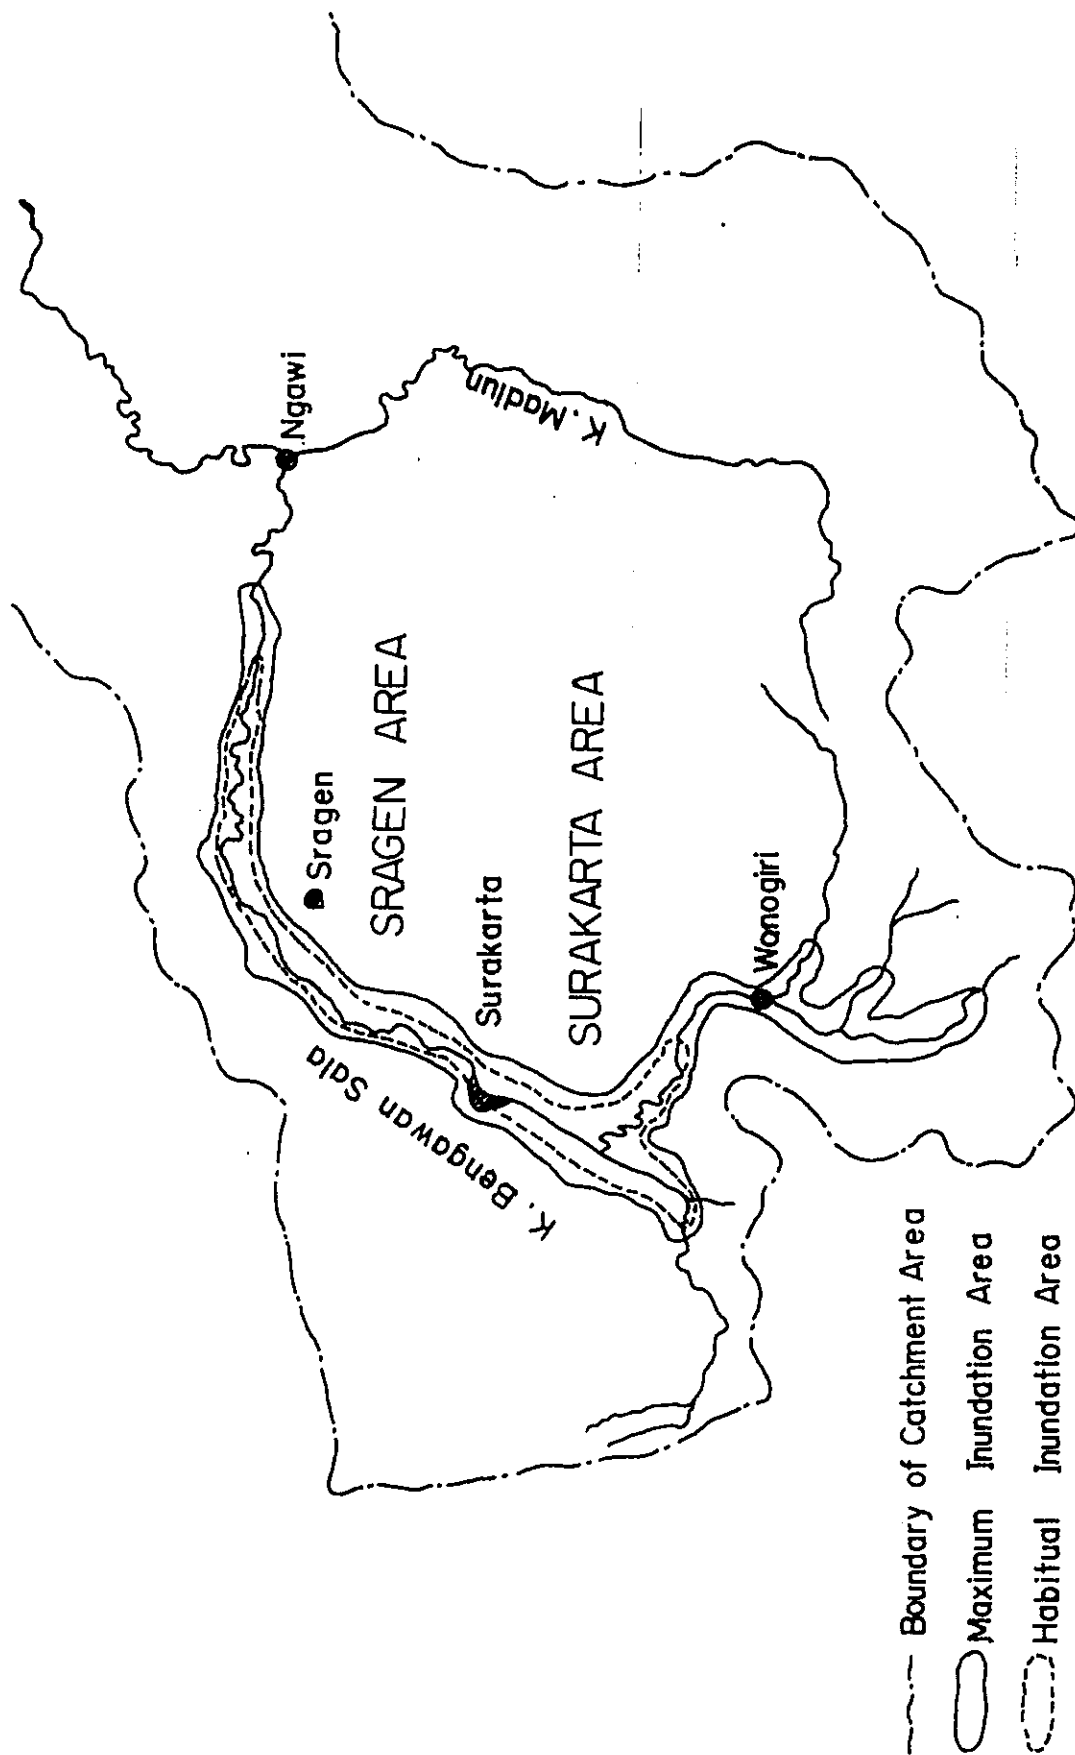 K. Bengawan Sala
Sragen
Ngawi
SRAGEN AREA
K. Madiun
Surakarta
SURAKARTA AREA
Wonogiri
Boundary of Catchment Area
Maximum Inundation Area
Habitual Inundation Area